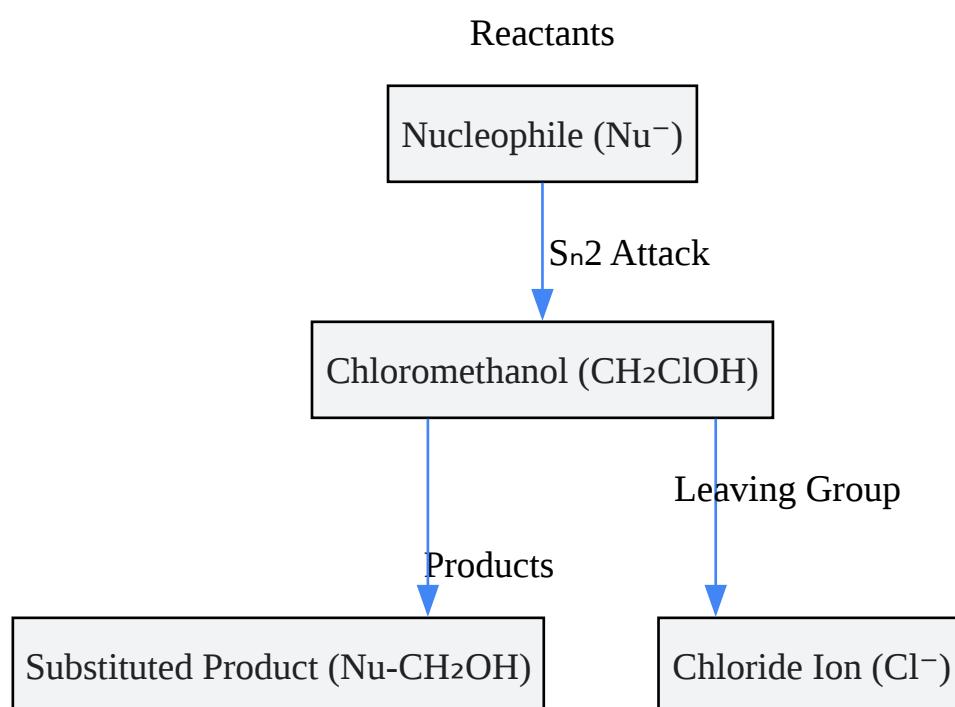 Reactants
Nucleophile (Nu⁻)
Sₙ2 Attack
Chloromethanol (CH₂ClOH)
Leaving Group
Products
Substituted Product (Nu-CH₂OH)
Chloride Ion (Cl⁻)